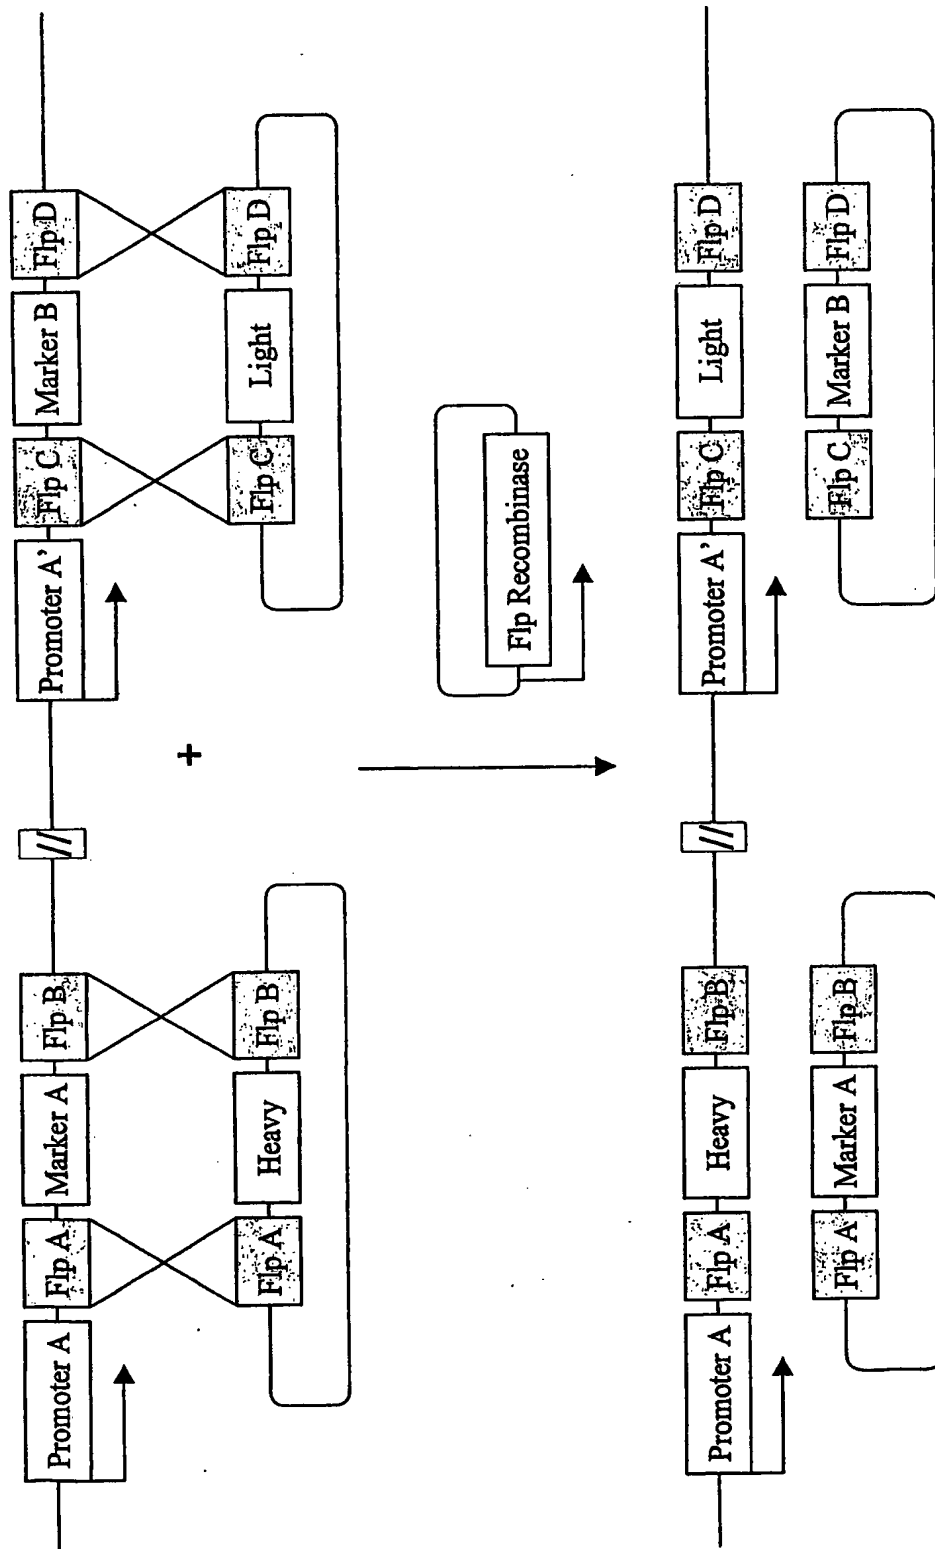 Promoter A
Flp A
Marker A
Flp B
//
Promoter A'
Flp C
Marker B
Flp D
Flp A
Heavy
Flp B
+
Flp C
Light
Flp D
Flp Recombinase
Promoter A
Flp A
Heavy
Flp B
//
Promoter A'
Flp C
Light
Flp D
Flp A
Marker A
Flp B
Flp C
Marker B
Flp D